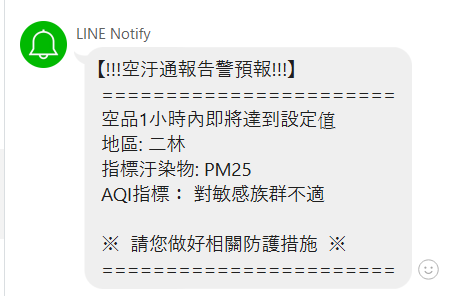 LINE Notify
【!!!空汙通報告警預報!!!】
=======================
空品1小時內即將達到設定值
地區: 二林
指標汙染物: PM25
AQI指標： 對敏感族群不適
※ 請您做好相關防護措施 ※
=======================